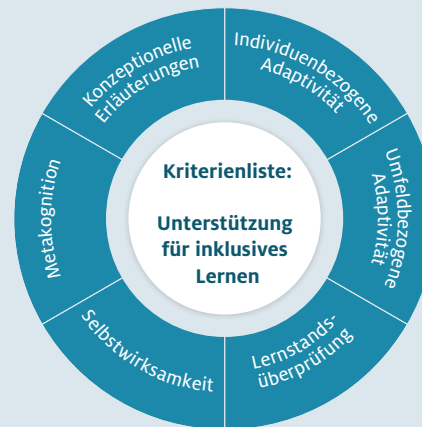 Konzeptionelle
Erläuterungen
Individuenbezogene
Adaptivität
Umfeldbezogene
Adaptivität
Lernstands-
überprüfung
Selbstwirksamkeit
Metakognition
Kriterienliste:
Unterstützung
für inklusives
Lernen